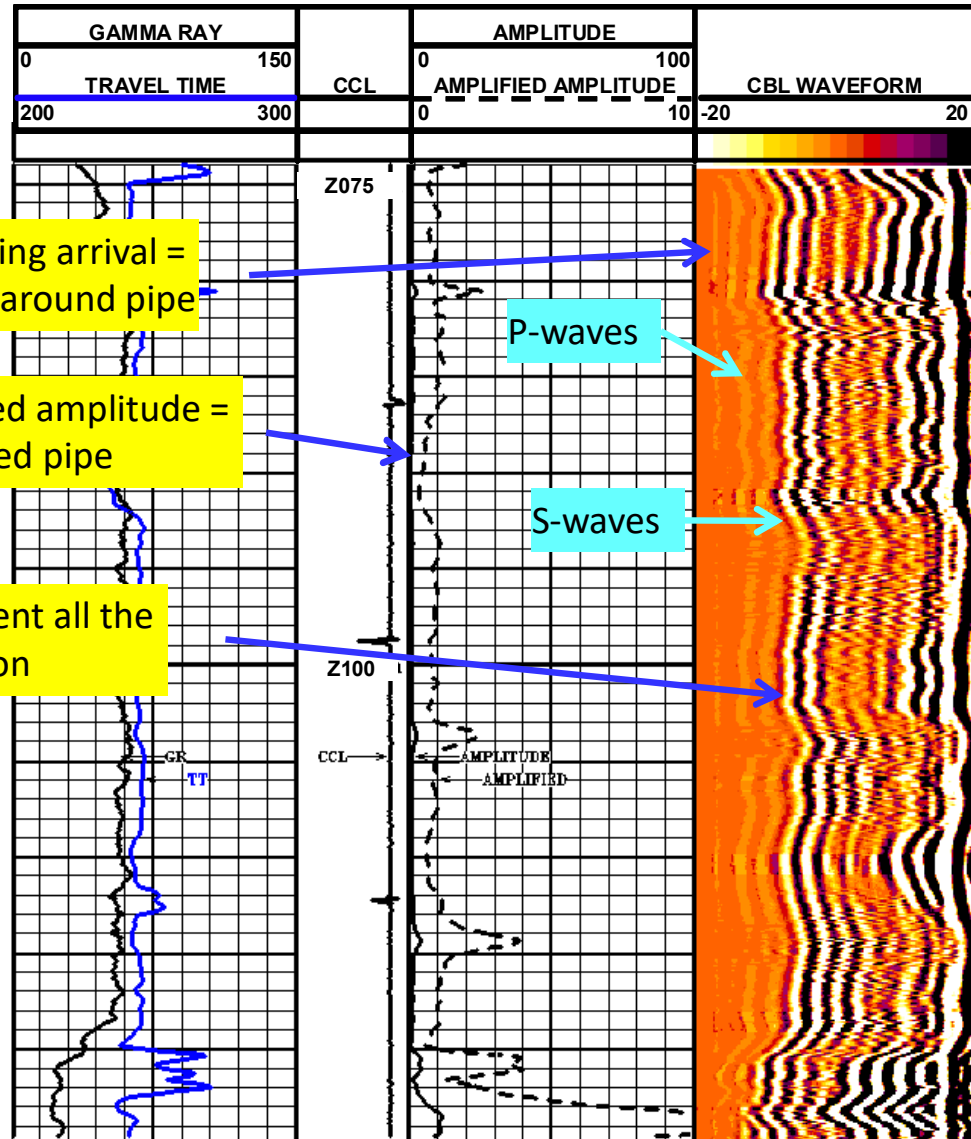 GAMMA RAY
0 150
TRAVEL TIME
200 300
CCL
AMPLITUDE
0 100
AMPLIFIED AMPLITUDE
0 10
CBL WAVEFORM
-20 20
Z075
ing arrival =
around pipe
P-waves
ed amplitude =
ed pipe
S-waves
ent all the
on
Z100
GR
TT
CCL
AMPLITUDE
AMPLIFIED